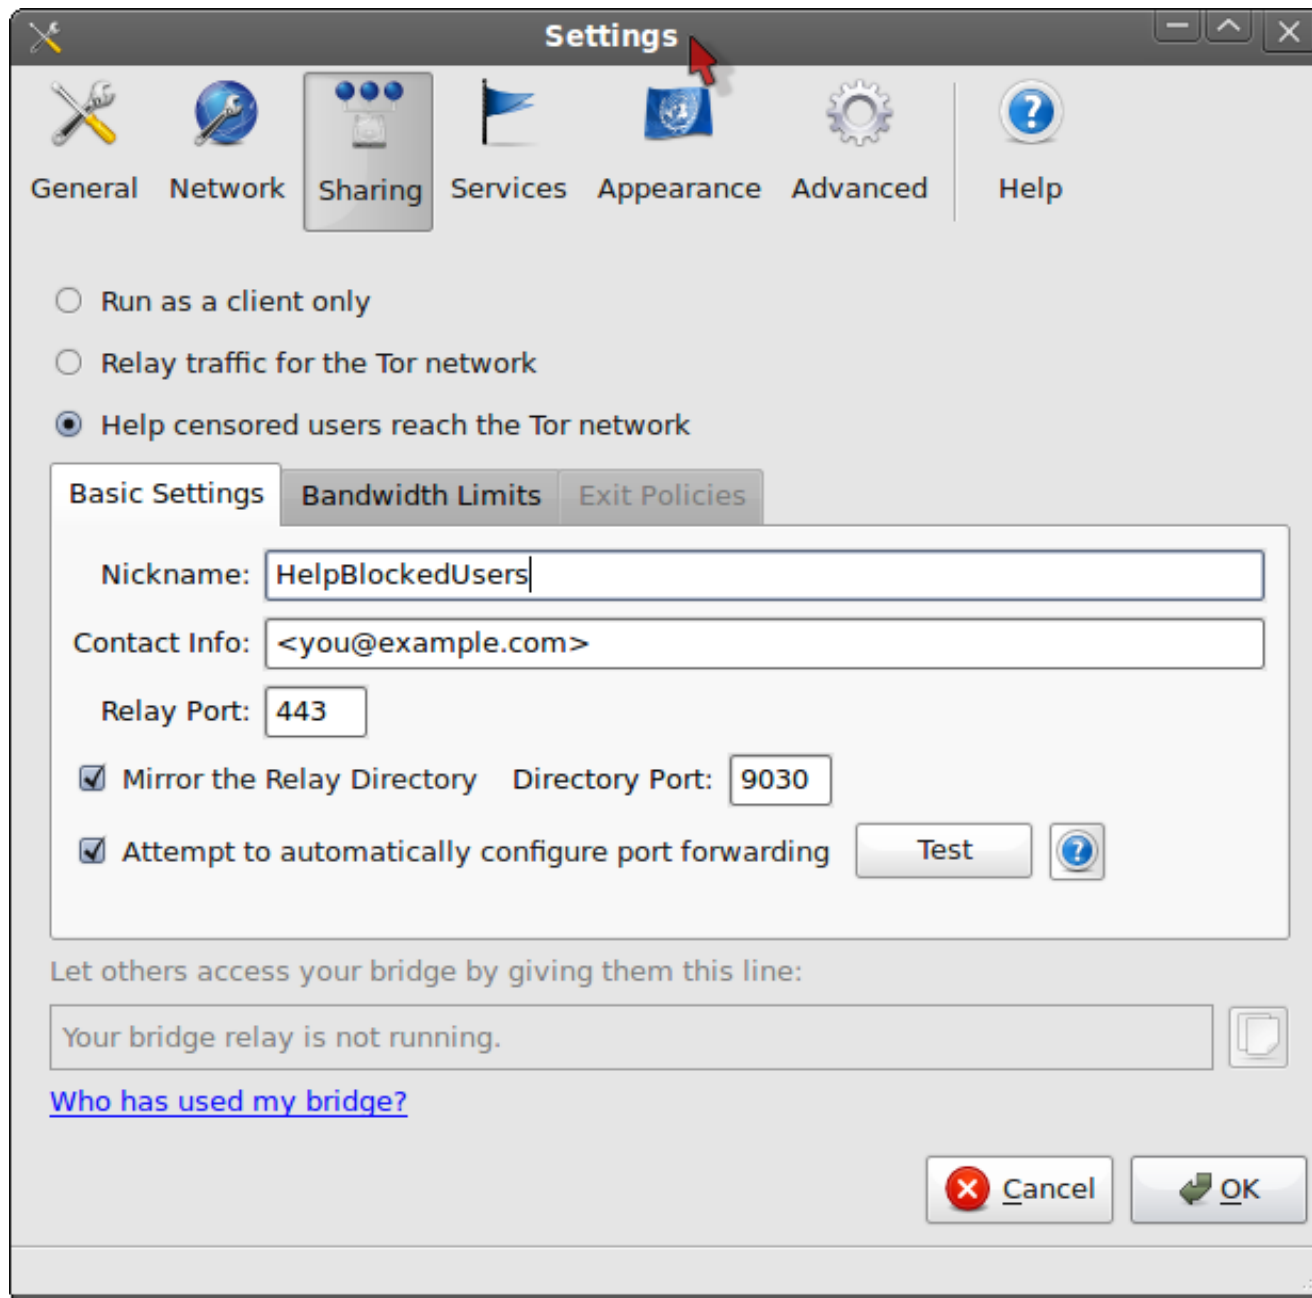 Settings
General Network Sharing Services Appearance Advanced Help
Run as a client only
Relay traffic for the Tor network
Help censored users reach the Tor network
Basic Settings Bandwidth Limits Exit Policies
Nickname: HelpBlockedUsers
Contact Info: <you@example.com>
Relay Port: 443
Mirror the Relay Directory Directory Port: 9030
Attempt to automatically configure port forwarding Test
Let others access your bridge by giving them this line:
Your bridge relay is not running.
Who has used my bridge?
Cancel OK